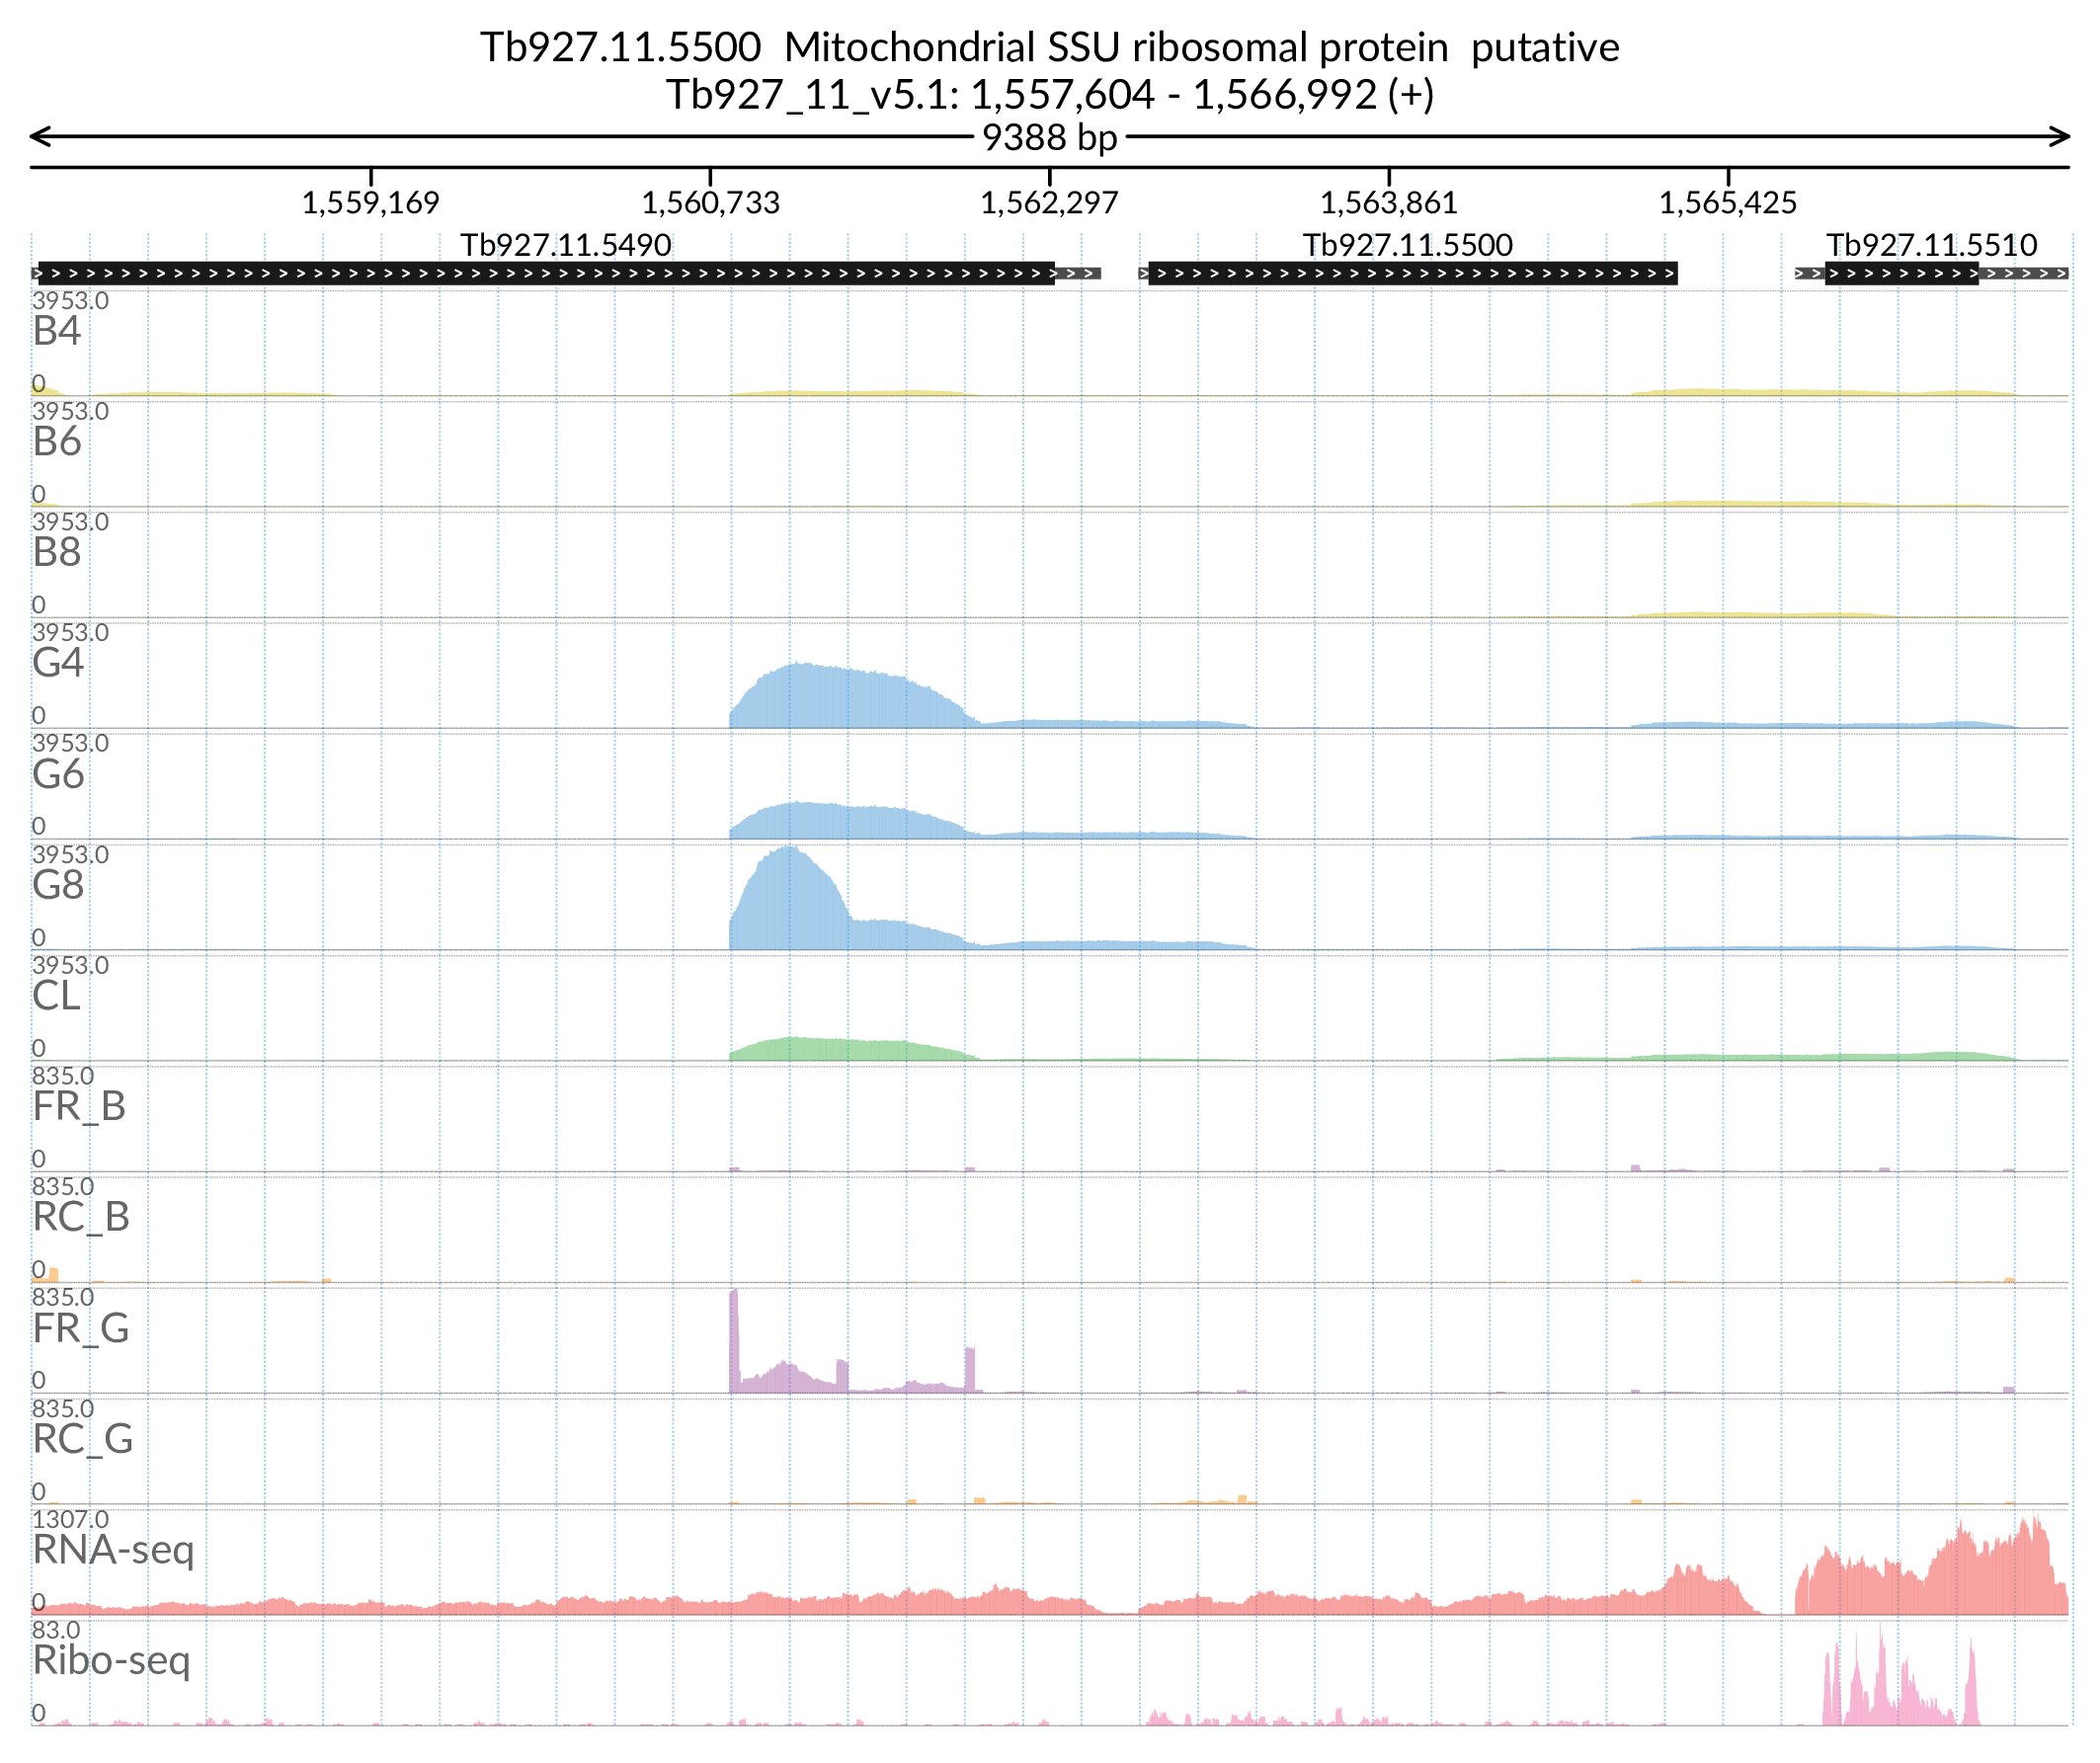 Tb927.11.5500 Mitochondrial SSU ribosomal protein putative
Tb927_11_v5.1: 1,557,604 - 1,566,992 (+)
9388 bp
1,559,169 1,560,733 1,562,297 1,563,861 1,565,425
Tb927.11.5490 Tb927.11.5500 Tb927.11.5510
3953.0
B4
0
3953.0
B6
0
3953.0
B8
0
3953.0
G4
0
3953.0
G6
0
3953.0
G8
0
3953.0
CL
0
835.0
FR_B
0
835.0
RC_B
0
835.0
FR_G
0
835.0
RC_G
0
1307.0
RNA-seq
0
83.0
Ribo-seq
0